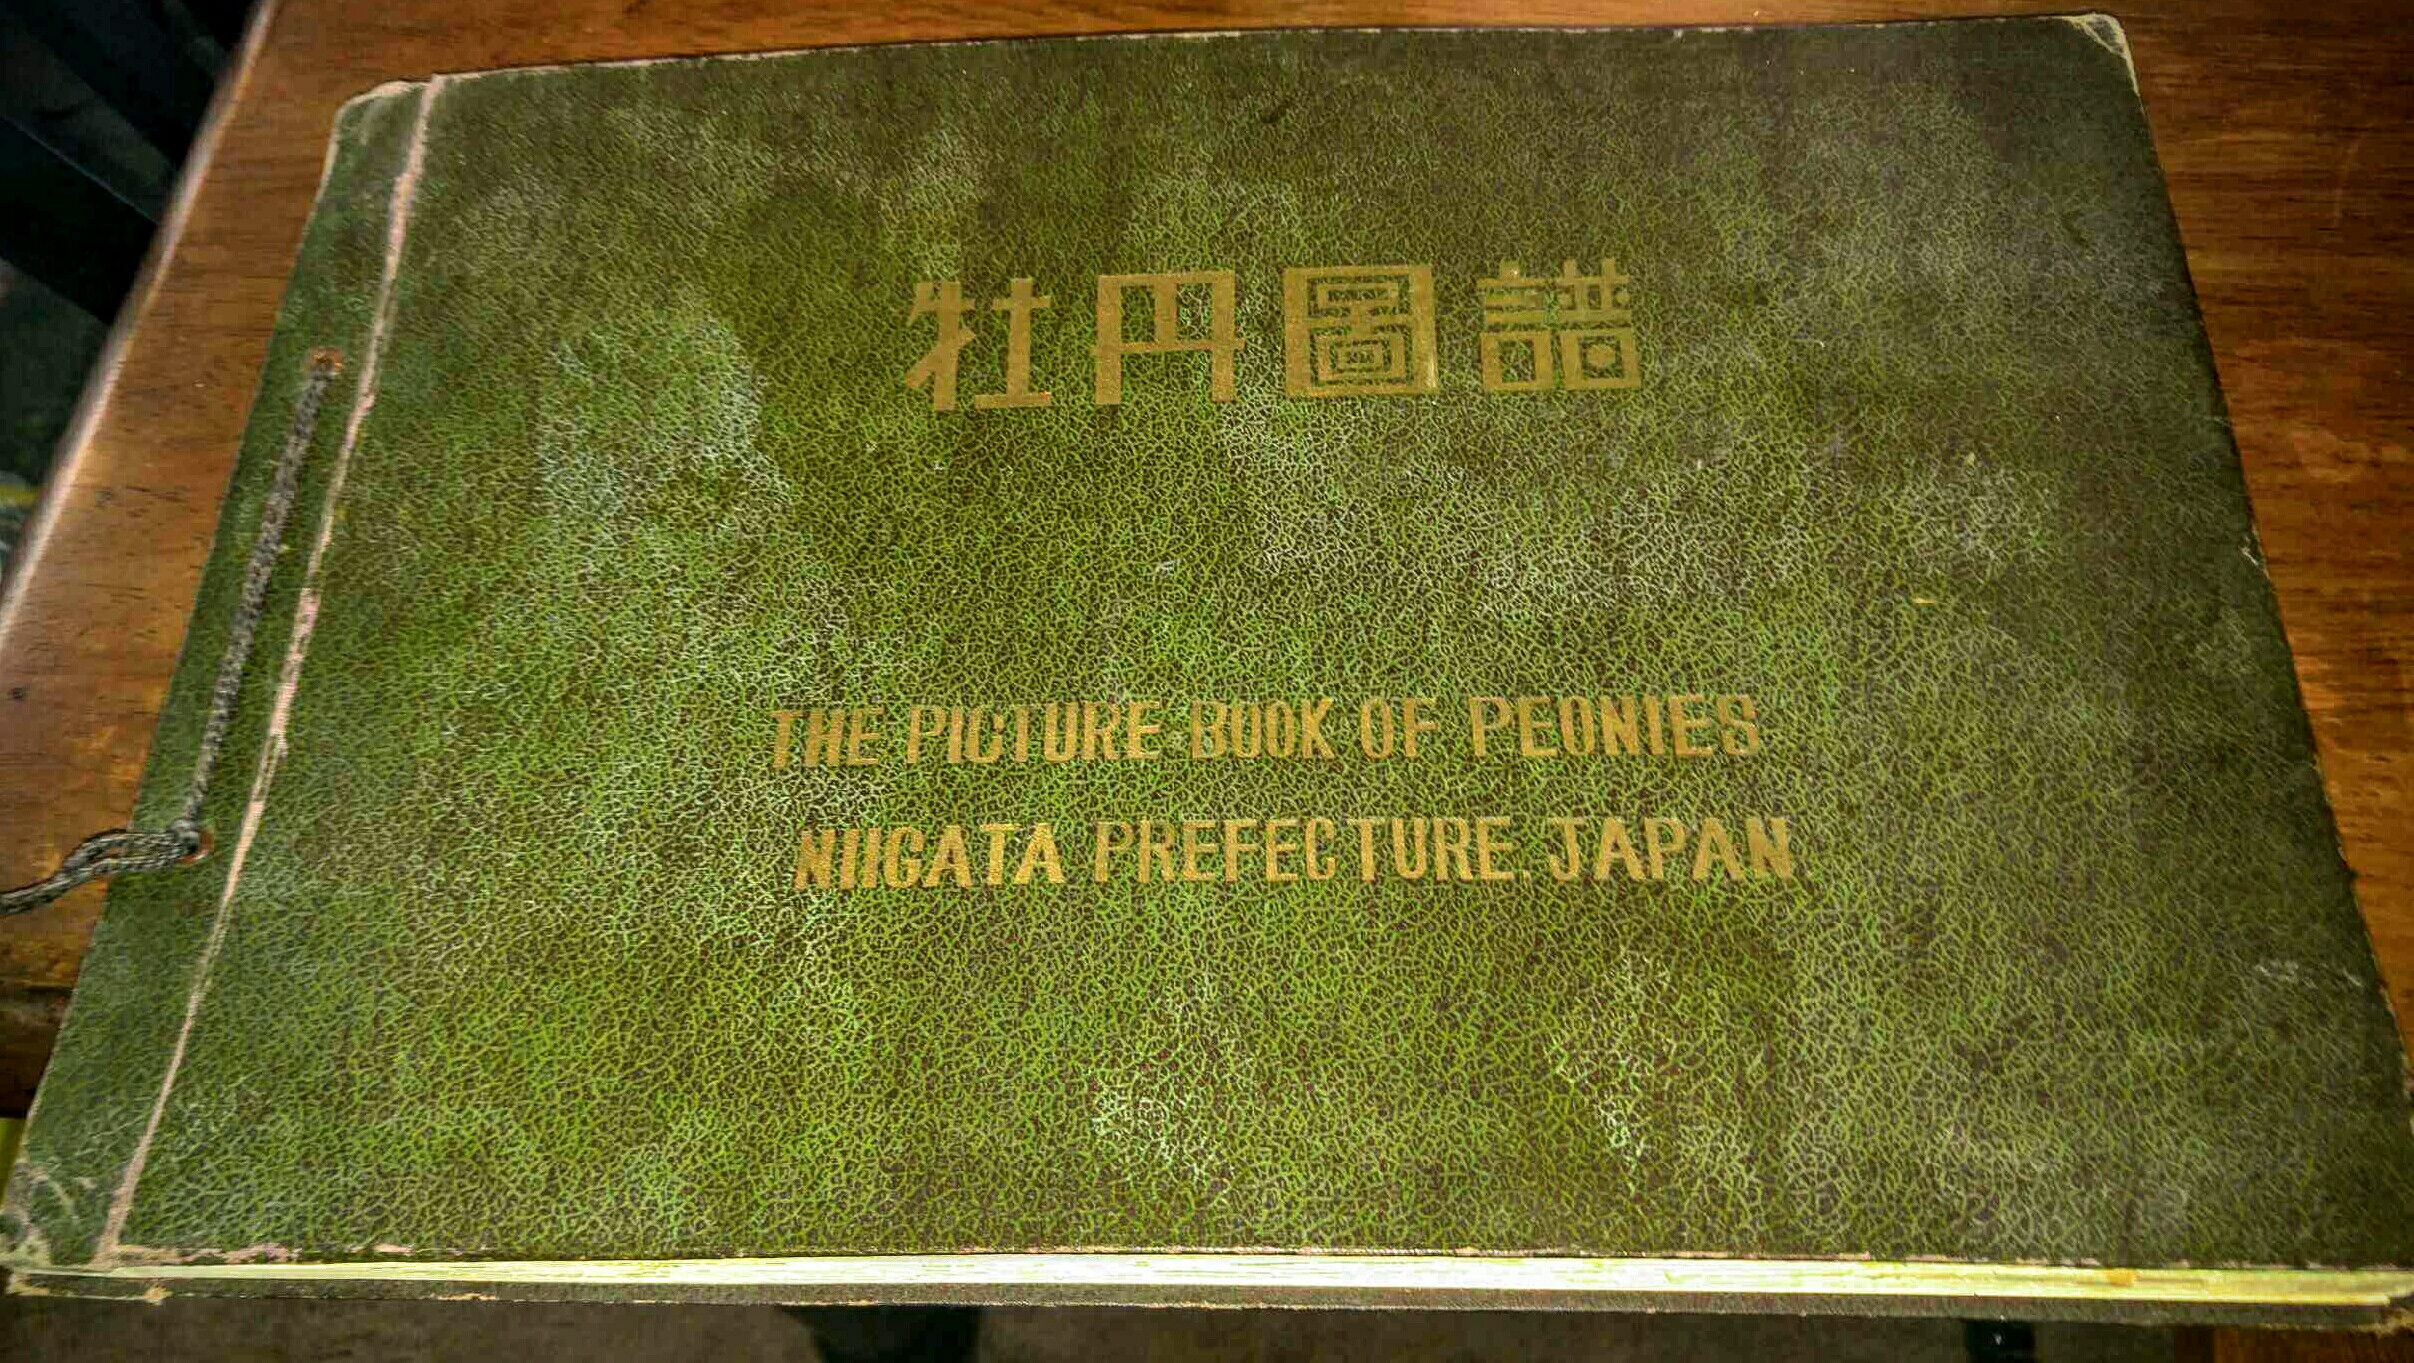 牡丹圖譜
THE PICTURE BOOK OF PEONIES
NIIGATA PREFECTURE, JAPAN